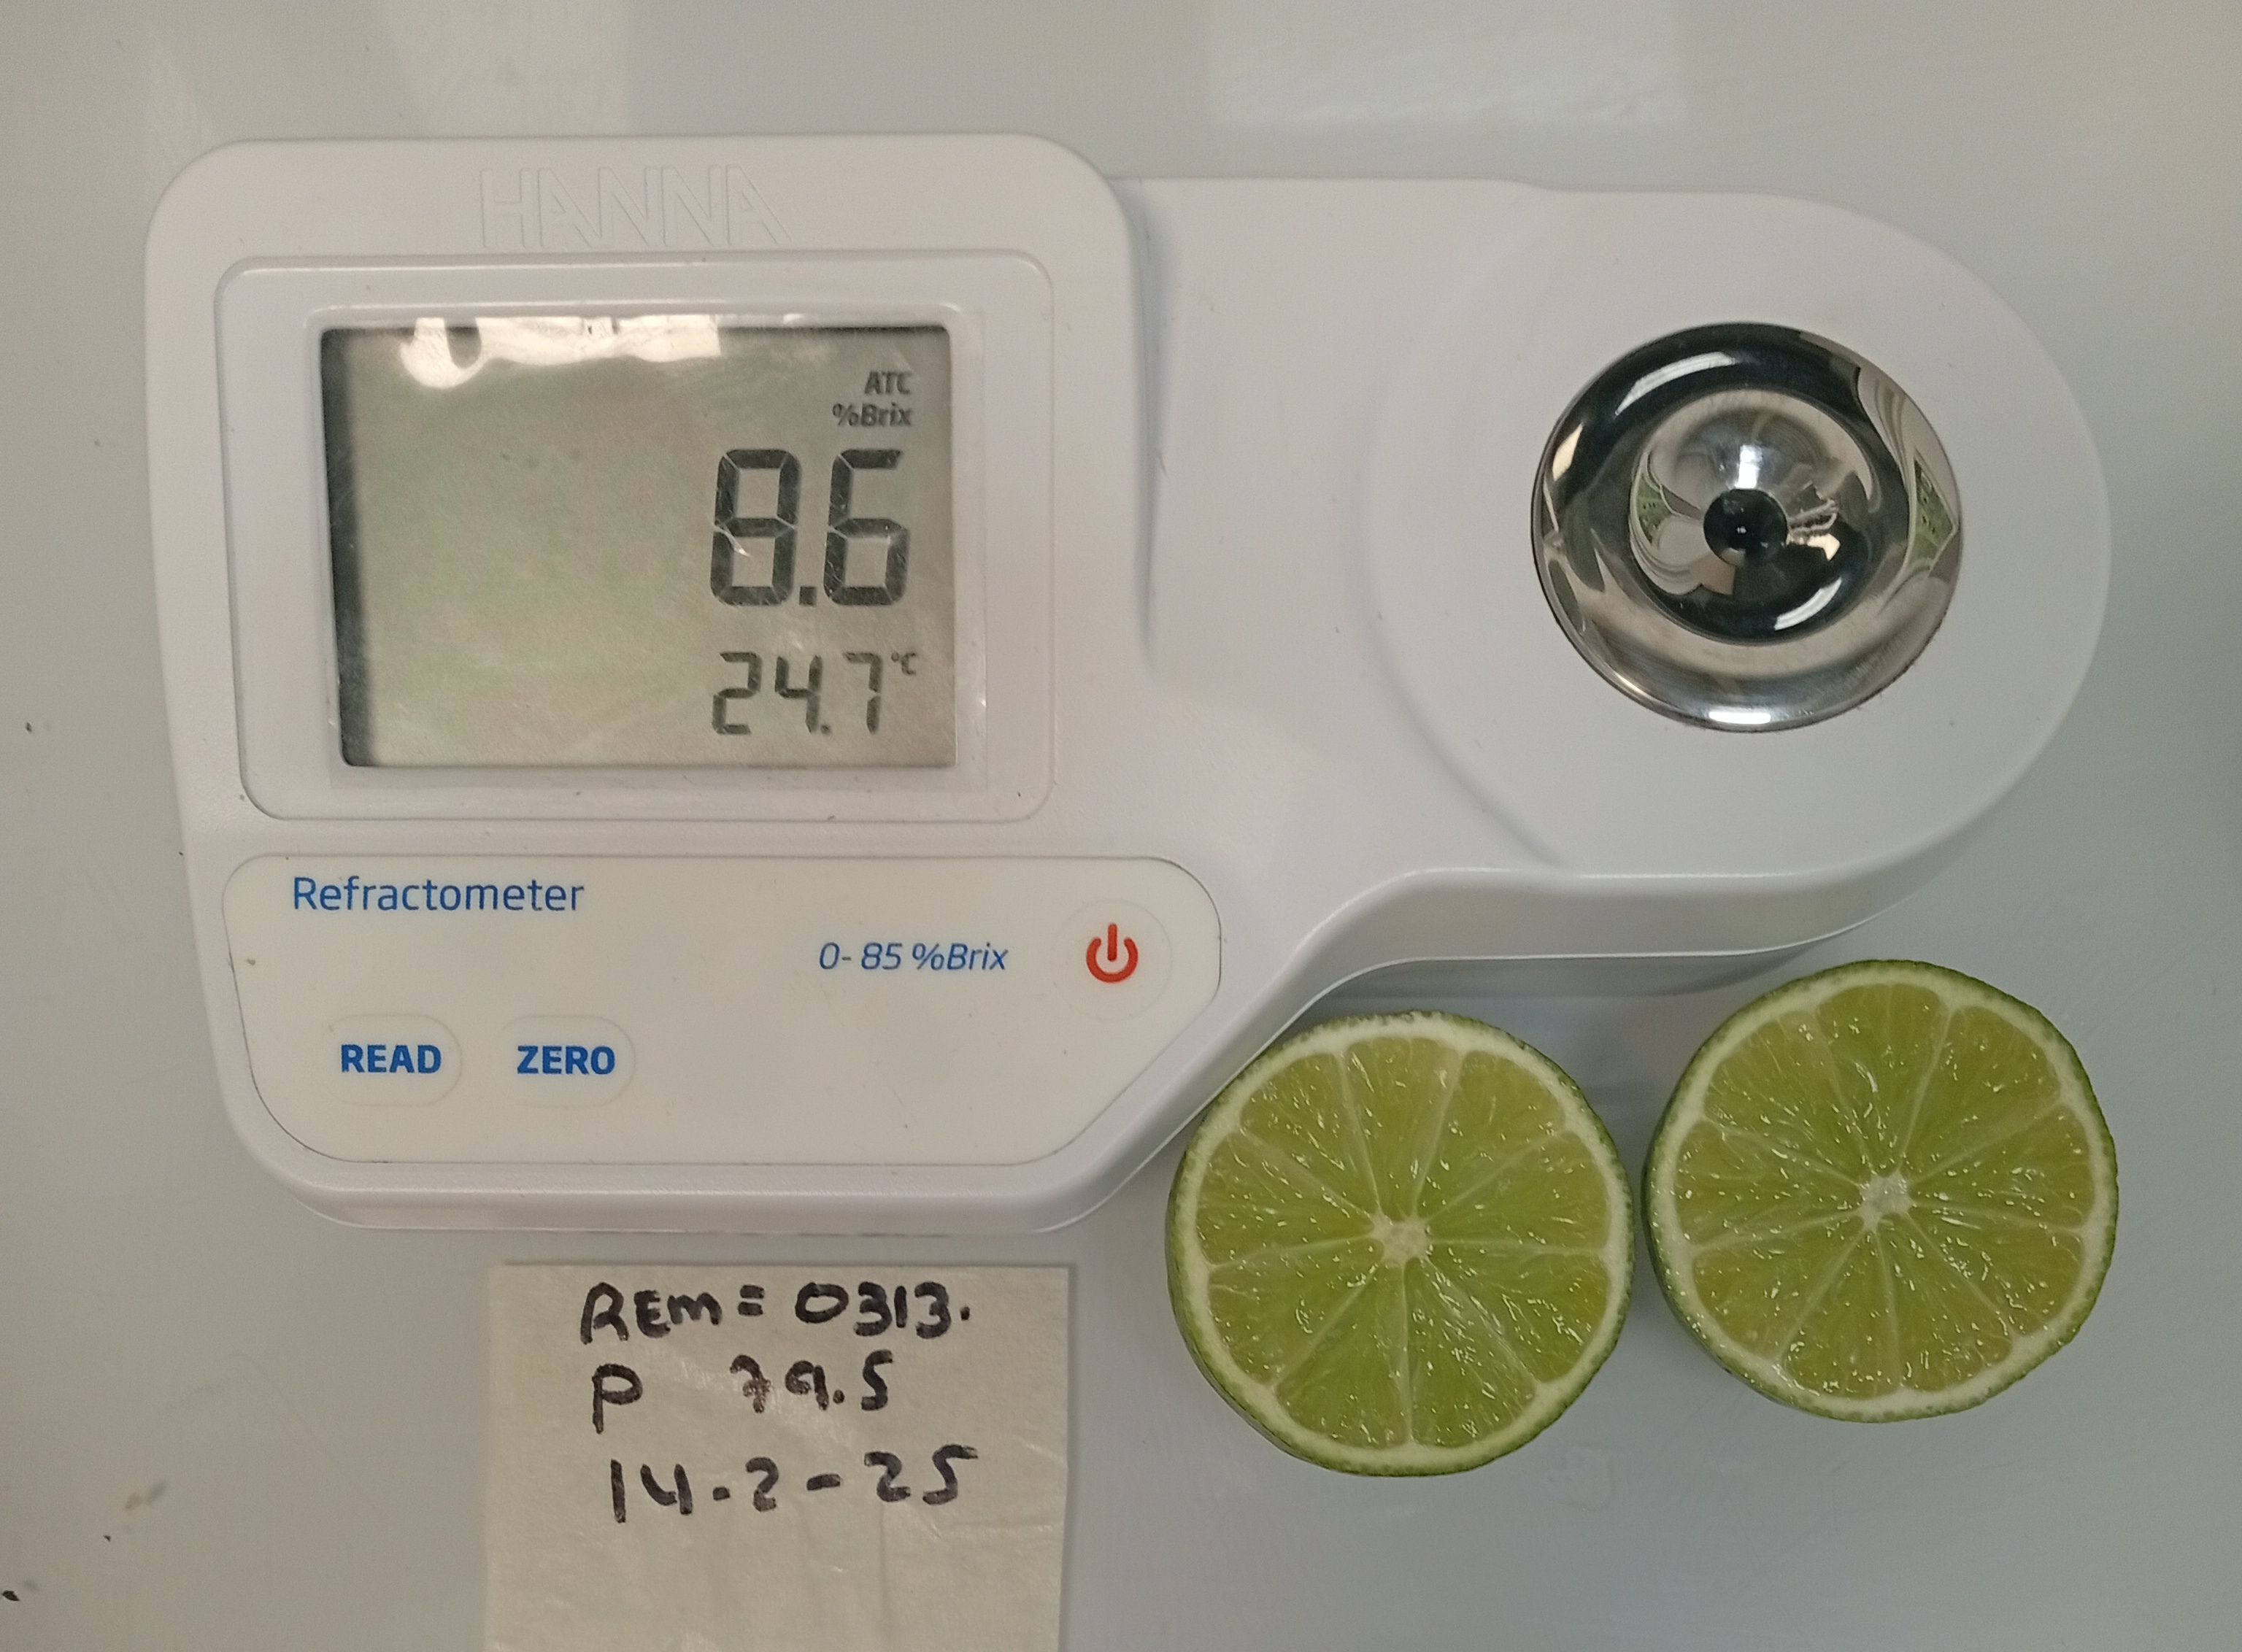 HANNA
ATC
%Brix
8.6
24.7°C
Refractometer
0-85 %Brix
READ ZERO
REm = 0313.
P 79.5
14-2-25